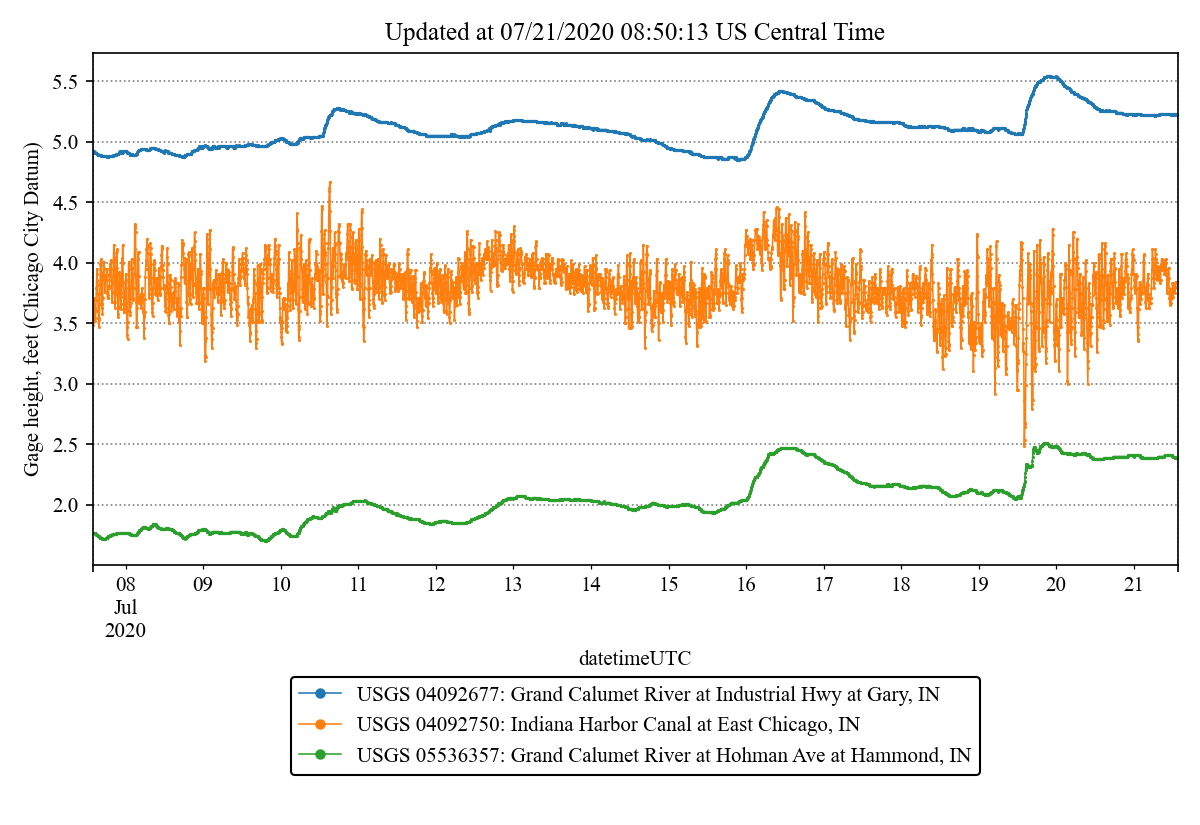 Updated at 07/21/2020 08:50:13 US Central Time
Gage height, feet (Chicago City Datum)
5.5
5.0
4.5
4.0
3.5
3.0
2.5
2.0
08 09 10 11 12 13 14 15 16 17 18 19 20 21
Jul
2020
datetimeUTC
USGS 04092677: Grand Calumet River at Industrial Hwy at Gary, IN
USGS 04092750: Indiana Harbor Canal at East Chicago, IN
USGS 05536357: Grand Calumet River at Hohman Ave at Hammond, IN